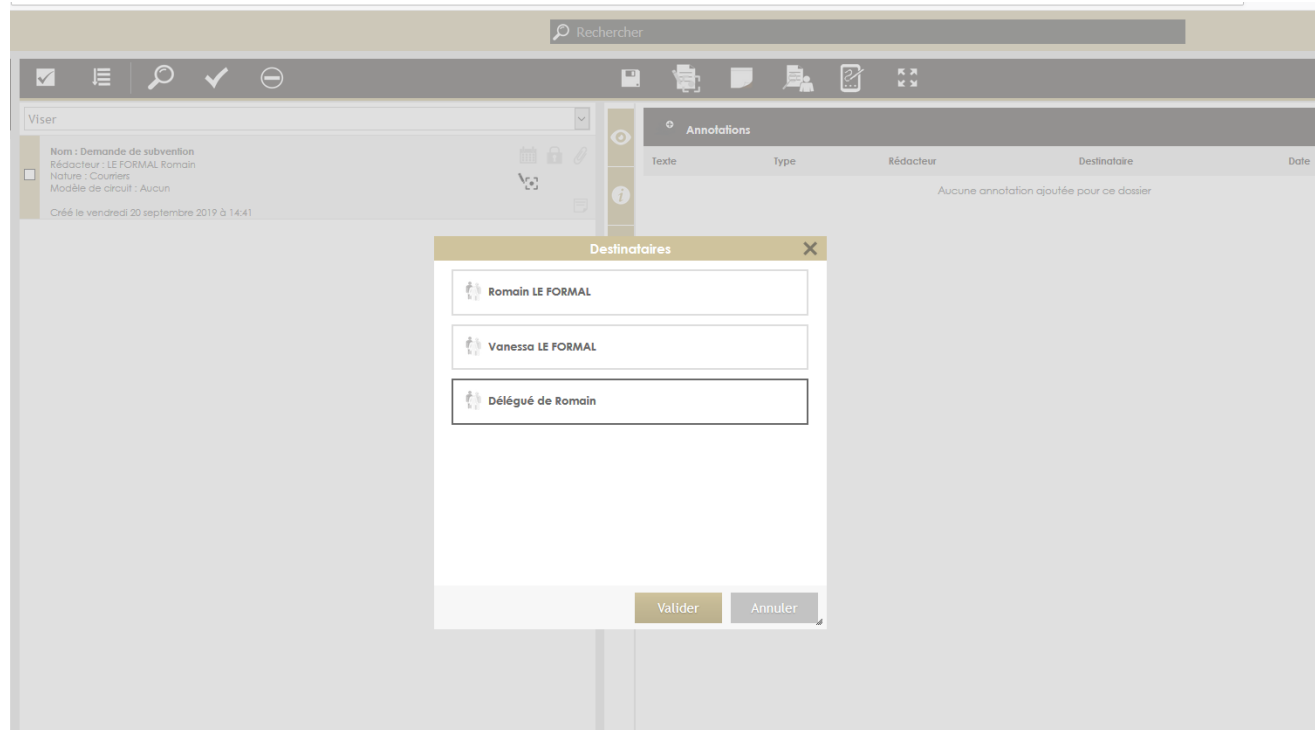 Rechercher
Viser
Nom : Demande de subvention
Rédacteur : LE FORMAL Romain
Nature : Courriers
Modèle de circuit : Aucun
Créé le vendredi 20 septembre 2019 à 14:41
Annotations
Texte Type Rédacteur Destinataire Date
Aucune annotation ajoutée pour ce dossier
Destinataires
Romain LE FORMAL
Vanessa LE FORMAL
Délégué de Romain
Valider Annuler